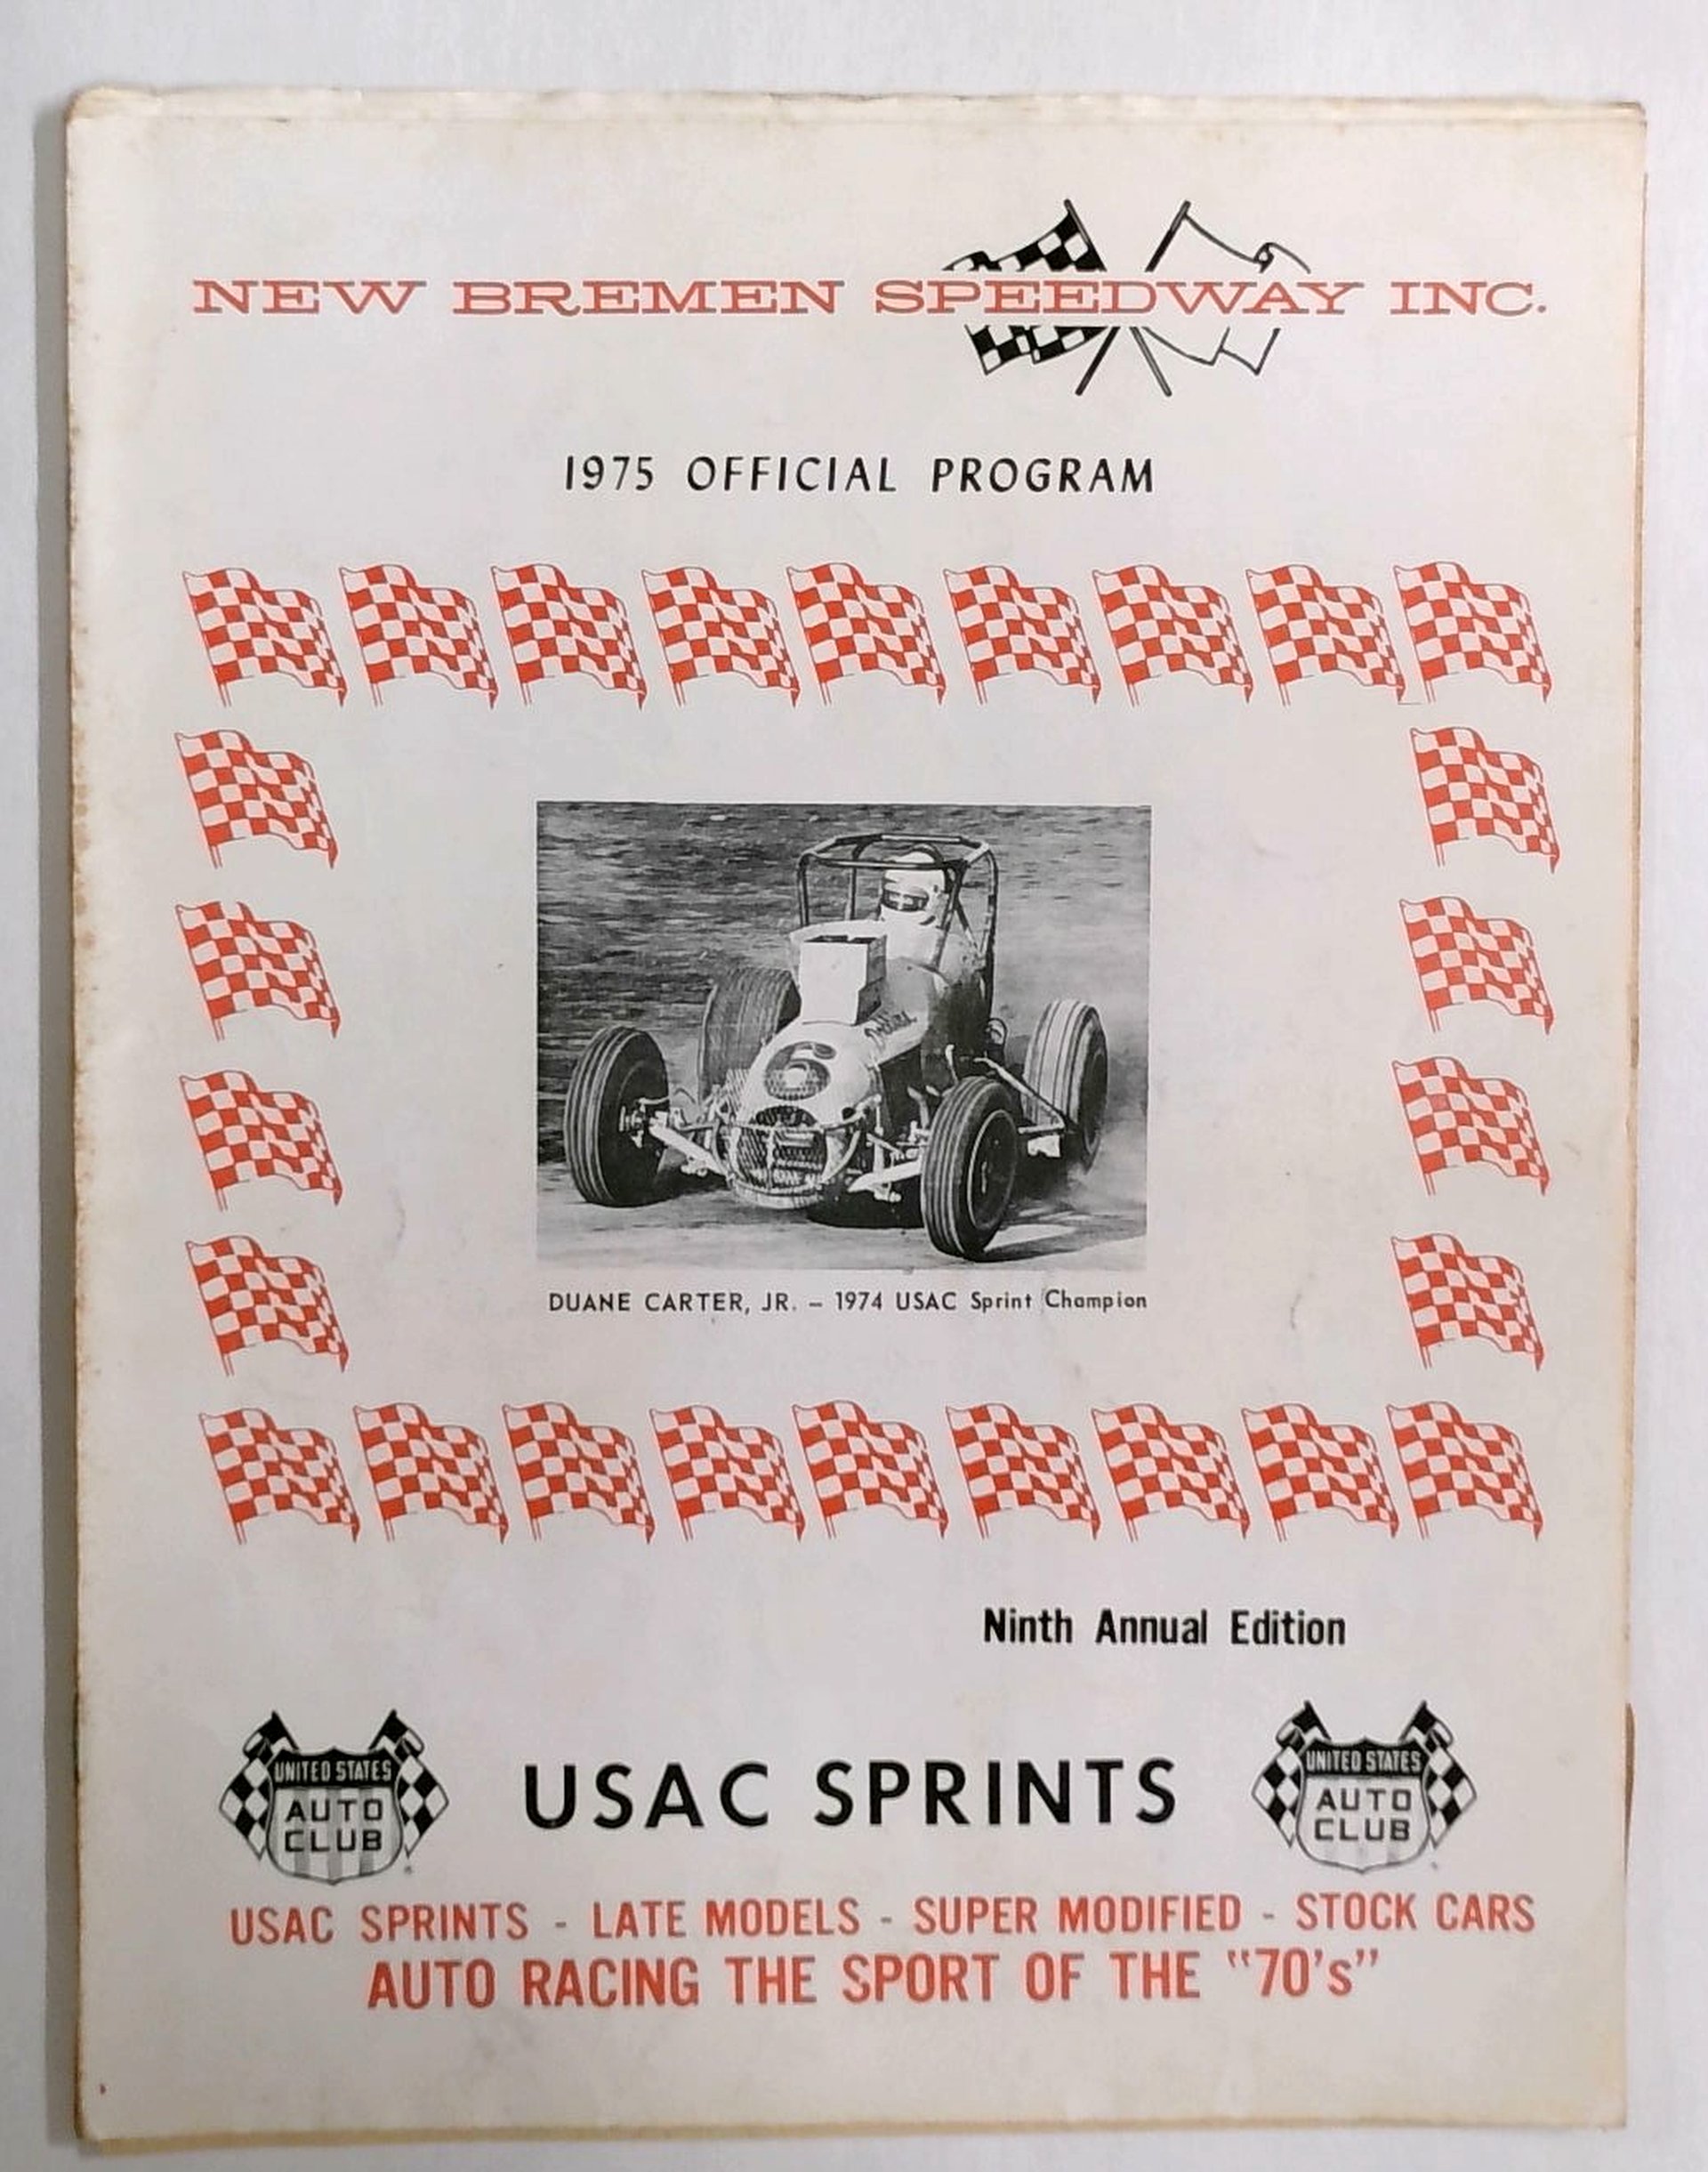 NEW BREMEN SPEEDWAY INC.
1975 OFFICIAL PROGRAM
6
DUANE CARTER, JR. – 1974 USAC Sprint Champion
Ninth Annual Edition
UNITED STATES
AUTO
CLUB
USAC SPRINTS
UNITED STATES
AUTO
CLUB
USAC SPRINTS - LATE MODELS - SUPER MODIFIED - STOCK CARS
AUTO RACING THE SPORT OF THE "70's"